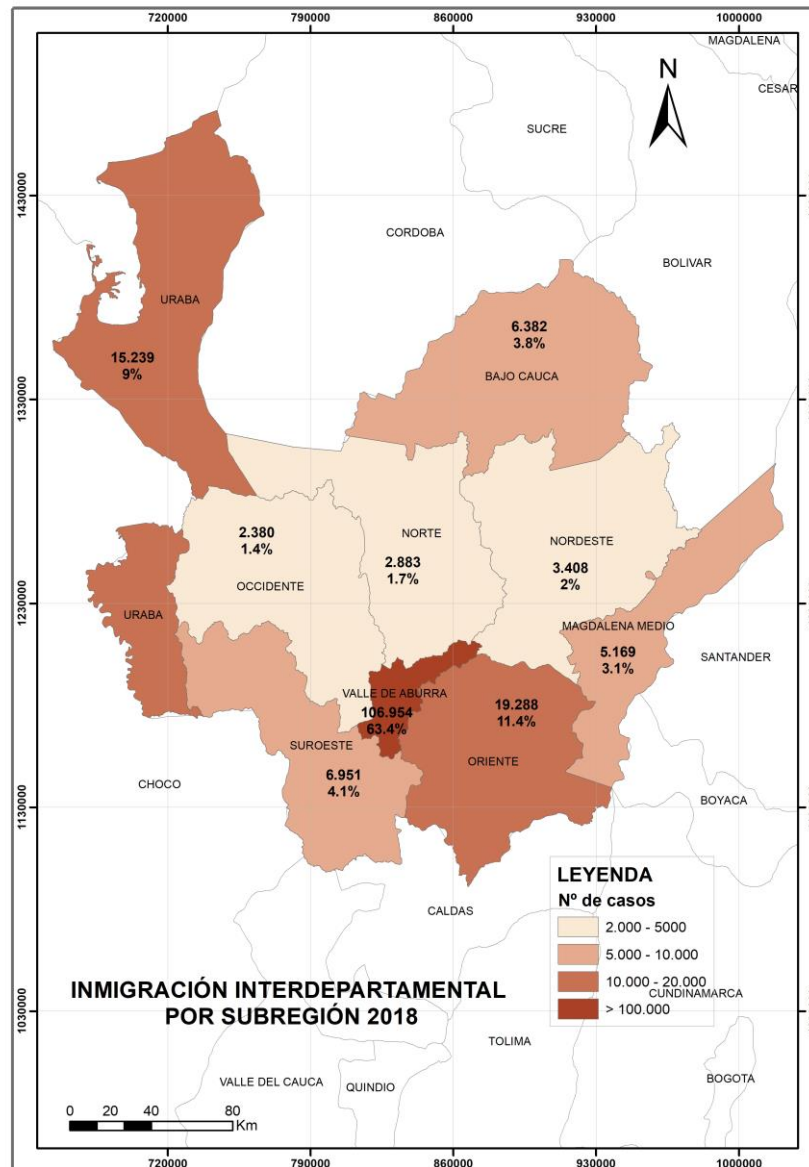 720000 790000 860000 930000 1000000
MAGDALENA
CESAR
N
SUCRE
1430000
CORDOBA
BOLIVAR
URABA
15.239
9%
6.382
3.8%
BAJO CAUCA
1330000
2.380
1.4%
OCCIDENTE
NORTE
2.883
1.7%
NORDESTE
3.408
2%
1230000
URABA
MAGDALENA MEDIO
5.169
3.1%
SANTANDER
VALLE DE ABURRA
106.954
63.4%
19.288
11.4%
ORIENTE
SUROESTE
6.951
4.1%
CHOCO
BOYACA
1130000
LEYENDA
Nº de casos
2.000 - 5000
5.000 - 10.000
10.000 - 20.000
> 100.000
CALDAS
CUNDINAMARCA
INMIGRACIÓN INTERDEPARTAMENTAL
POR SUBREGIÓN 2018
1030000
TOLIMA
VALLE DEL CAUCA
QUINDIO
BOGOTA
0 20 40 80
Km
720000 790000 860000 930000 1000000